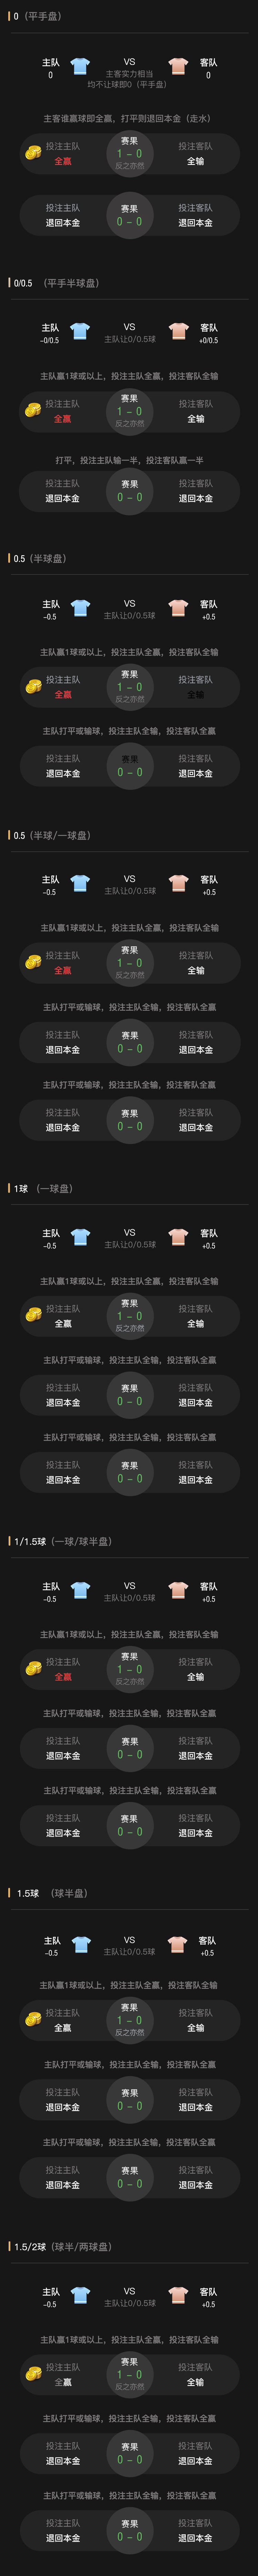 0（平手盘）
主队 VS 客队
0 主客实力相当 0
均不让球即0（平手盘）
主客谁赢球即全赢，打平则退回本金（走水）
投注主队 赛果 投注客队
全赢 1 - 0 全输
反之亦然
投注主队 赛果 投注客队
退回本金 0 - 0 退回本金
0/0.5 （平手半球盘）
主队 VS 客队
-0/0.5 主队让0/0.5球 +0/0.5
主队赢1球或以上，投注主队全赢，投注客队全输
投注主队 赛果 投注客队
全赢 1 - 0 全输
反之亦然
打平，投注主队输一半，投注客队赢一半
投注主队 赛果 投注客队
退回本金 0 - 0 退回本金
0.5（半球盘）
主队 VS 客队
-0.5 主队让0/0.5球 +0.5
主队赢1球或以上，投注主队全赢，投注客队全输
投注主队 赛果 投注客队
全赢 1 - 0 全输
反之亦然
主队打平或输球，投注主队全输，投注客队全赢
投注主队 赛果 投注客队
退回本金 0 - 0 退回本金
0.5（半球/一球盘）
主队 VS 客队
-0.5 主队让0/0.5球 +0.5
主队赢1球或以上，投注主队全赢，投注客队全输
投注主队 赛果 投注客队
全赢 1 - 0 全输
反之亦然
主队打平或输球，投注主队全输，投注客队全赢
投注主队 赛果 投注客队
退回本金 0 - 0 退回本金
主队打平或输球，投注主队全输，投注客队全赢
投注主队 赛果 投注客队
退回本金 0 - 0 退回本金
1球 （一球盘）
主队 VS 客队
-0.5 主队让0/0.5球 +0.5
主队赢1球或以上，投注主队全赢，投注客队全输
投注主队 赛果 投注客队
全赢 1 - 0 全输
反之亦然
主队打平或输球，投注主队全输，投注客队全赢
投注主队 赛果 投注客队
退回本金 0 - 0 退回本金
主队打平或输球，投注主队全输，投注客队全赢
投注主队 赛果 投注客队
退回本金 0 - 0 退回本金
1/1.5球（一球/球半盘）
主队 VS 客队
-0.5 主队让0/0.5球 +0.5
主队赢1球或以上，投注主队全赢，投注客队全输
投注主队 赛果 投注客队
全赢 1 - 0 全输
反之亦然
主队打平或输球，投注主队全输，投注客队全赢
投注主队 赛果 投注客队
退回本金 0 - 0 退回本金
主队打平或输球，投注主队全输，投注客队全赢
投注主队 赛果 投注客队
退回本金 0 - 0 退回本金
1.5球 （球半盘）
主队 VS 客队
-0.5 主队让0/0.5球 +0.5
主队赢1球或以上，投注主队全赢，投注客队全输
投注主队 赛果 投注客队
全赢 1 - 0 全输
反之亦然
主队打平或输球，投注主队全输，投注客队全赢
投注主队 赛果 投注客队
退回本金 0 - 0 退回本金
主队打平或输球，投注主队全输，投注客队全赢
投注主队 赛果 投注客队
退回本金 0 - 0 退回本金
1.5/2球（球半/两球盘）
主队 VS 客队
-0.5 主队让0/0.5球 +0.5
主队赢1球或以上，投注主队全赢，投注客队全输
投注主队 赛果 投注客队
全赢 1 - 0 全输
反之亦然
主队打平或输球，投注主队全输，投注客队全赢
投注主队 赛果 投注客队
退回本金 0 - 0 退回本金
主队打平或输球，投注主队全输，投注客队全赢
投注主队 赛果 投注客队
退回本金 0 - 0 退回本金